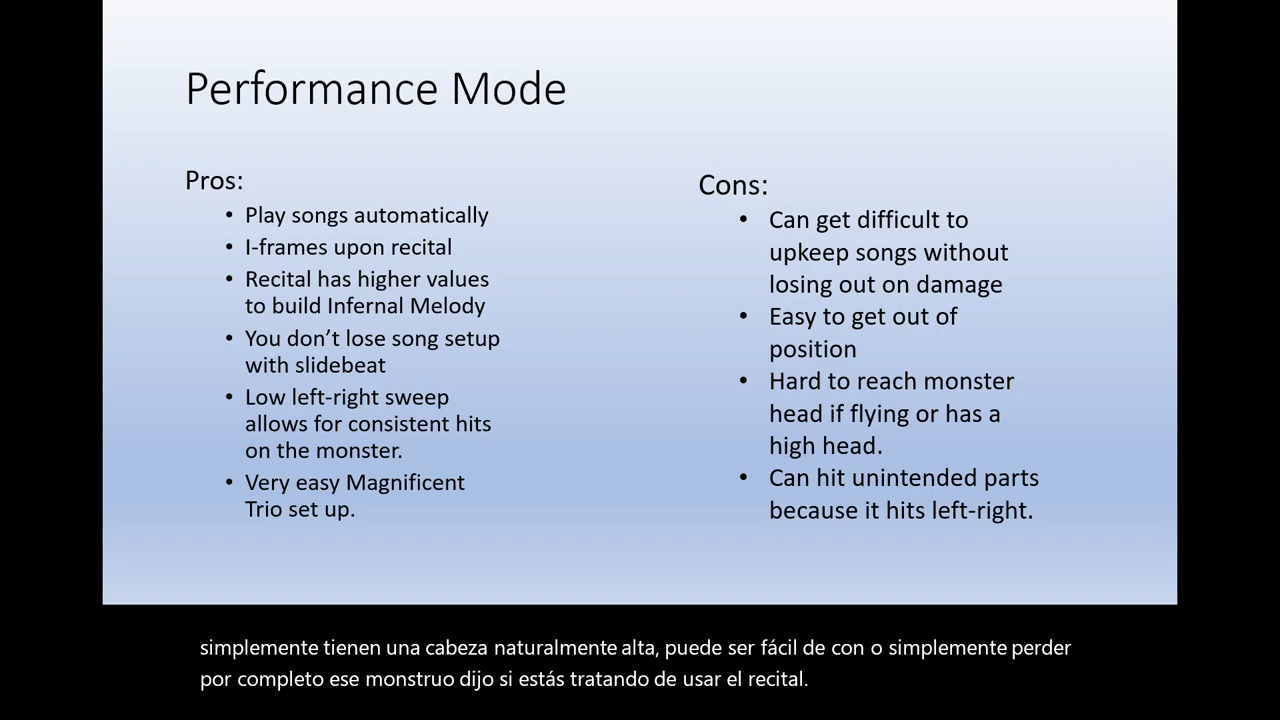 Performance Mode
Pros:
• Play songs automatically
• I-frames upon recital
• Recital has higher values
to build Infernal Melody
• You don’t lose song setup
with slidebeat
• Low left-right sweep
allows for consistent hits
on the monster.
• Very easy Magnificent
Trio set up.
Cons:
• Can get difficult to
upkeep songs without
losing out on damage
• Easy to get out of
position
• Hard to reach monster
head if flying or has a
high head.
• Can hit unintended parts
because it hits left-right.
simplemente tienen una cabeza naturalmente alta, puede ser fácil de con o simplemente perder
por completo ese monstruo dijo si estás tratando de usar el recital.